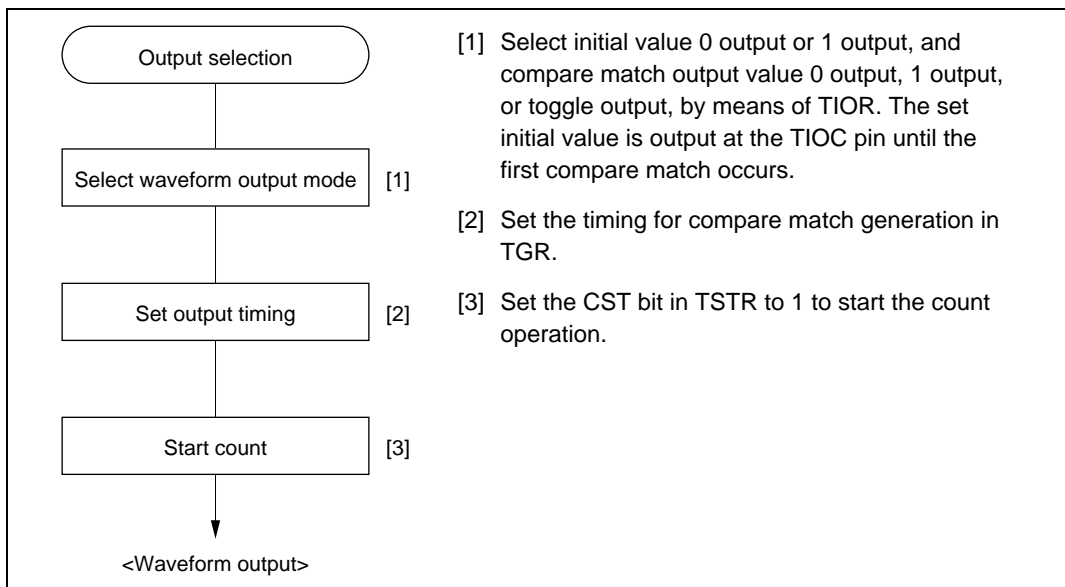 Output selection
Select waveform output mode [1]
Set output timing [2]
Start count [3]
<Waveform output>
[1] Select initial value 0 output or 1 output, and
compare match output value 0 output, 1 output,
or toggle output, by means of TIOR. The set
initial value is output at the TIOC pin until the
first compare match occurs.
[2] Set the timing for compare match generation in
TGR.
[3] Set the CST bit in TSTR to 1 to start the count
operation.